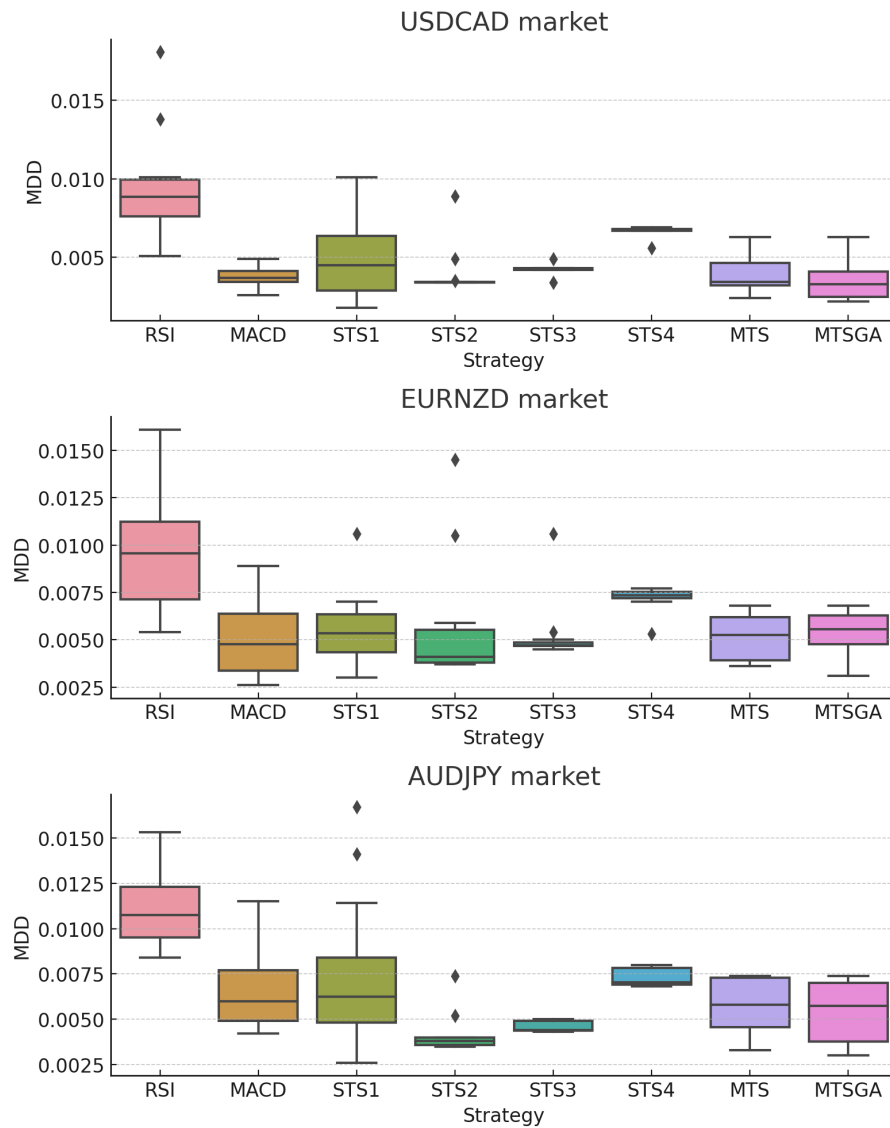 USDCAD market
MDD
0.015
0.010
0.005
RSI MACD STS1 STS2 STS3 STS4 MTS MTSGA
Strategy
EURNZD market
MDD
0.0150
0.0125
0.0100
0.0075
0.0050
0.0025
RSI MACD STS1 STS2 STS3 STS4 MTS MTSGA
Strategy
AUDJPY market
MDD
0.0150
0.0125
0.0100
0.0075
0.0050
0.0025
RSI MACD STS1 STS2 STS3 STS4 MTS MTSGA
Strategy